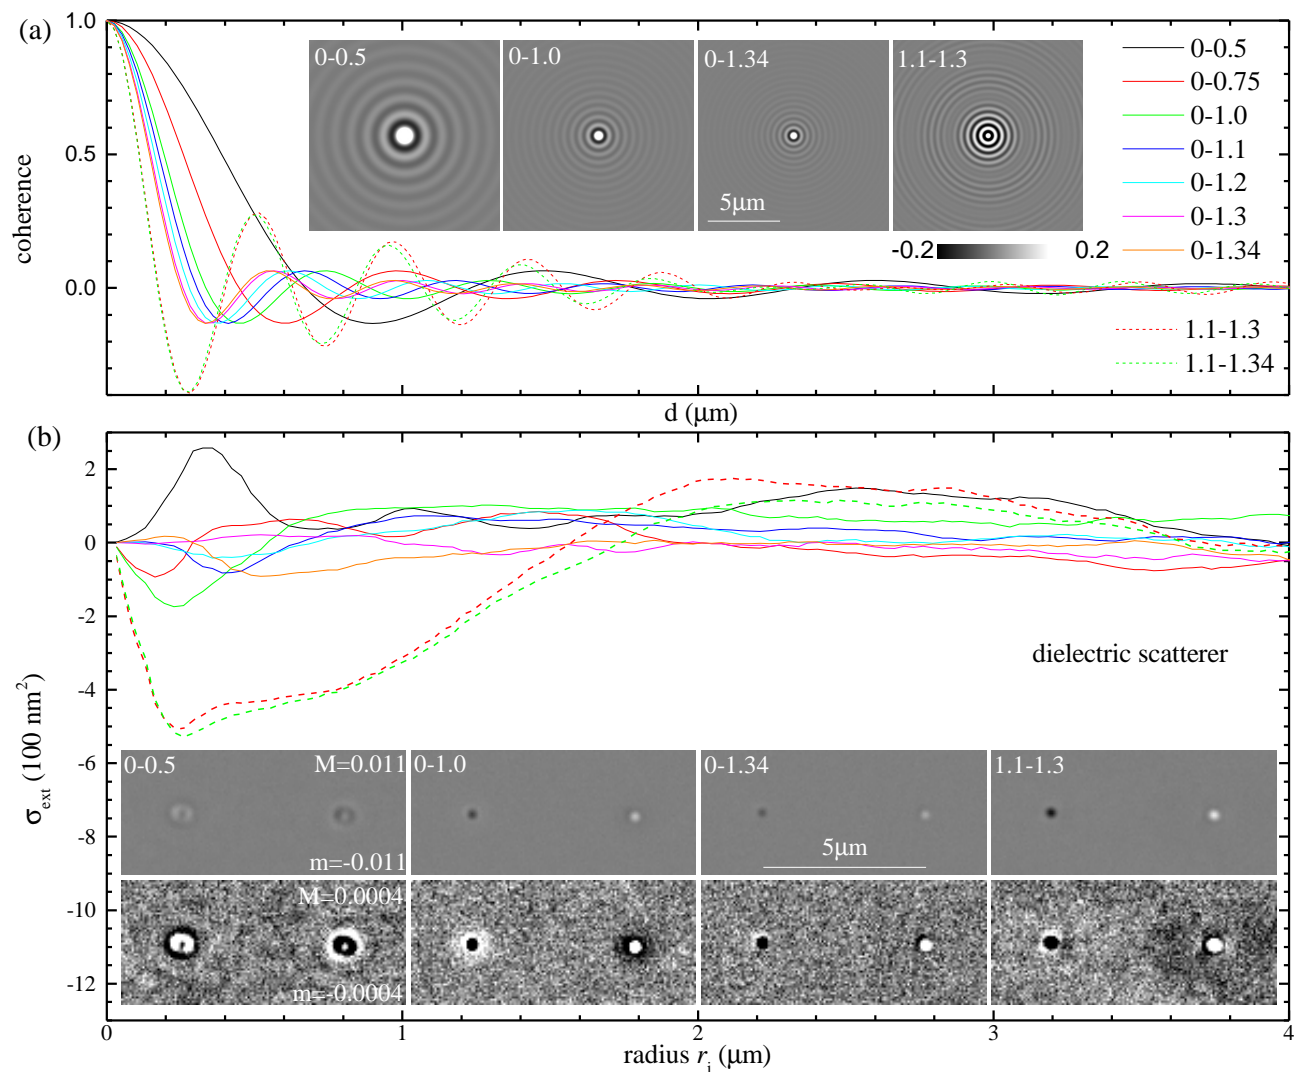 (a)
1.0
0.5
0.0
coherence
0-0.5
0-1.0
0-1.34
1.1-1.3
5μm
-0.2
0.2
0-0.5
0-0.75
0-1.0
0-1.1
0-1.2
0-1.3
0-1.34
1.1-1.3
1.1-1.34
d (μm)
(b)
2
0
-2
-4
-6
-8
-10
-12
σext (100 nm²)
dielectric scatterer
0-0.5
M=0.011
m=-0.011
0-1.0
0-1.34
5μm
1.1-1.3
M=0.0004
m=-0.0004
0
1
2
3
4
radius ri (μm)